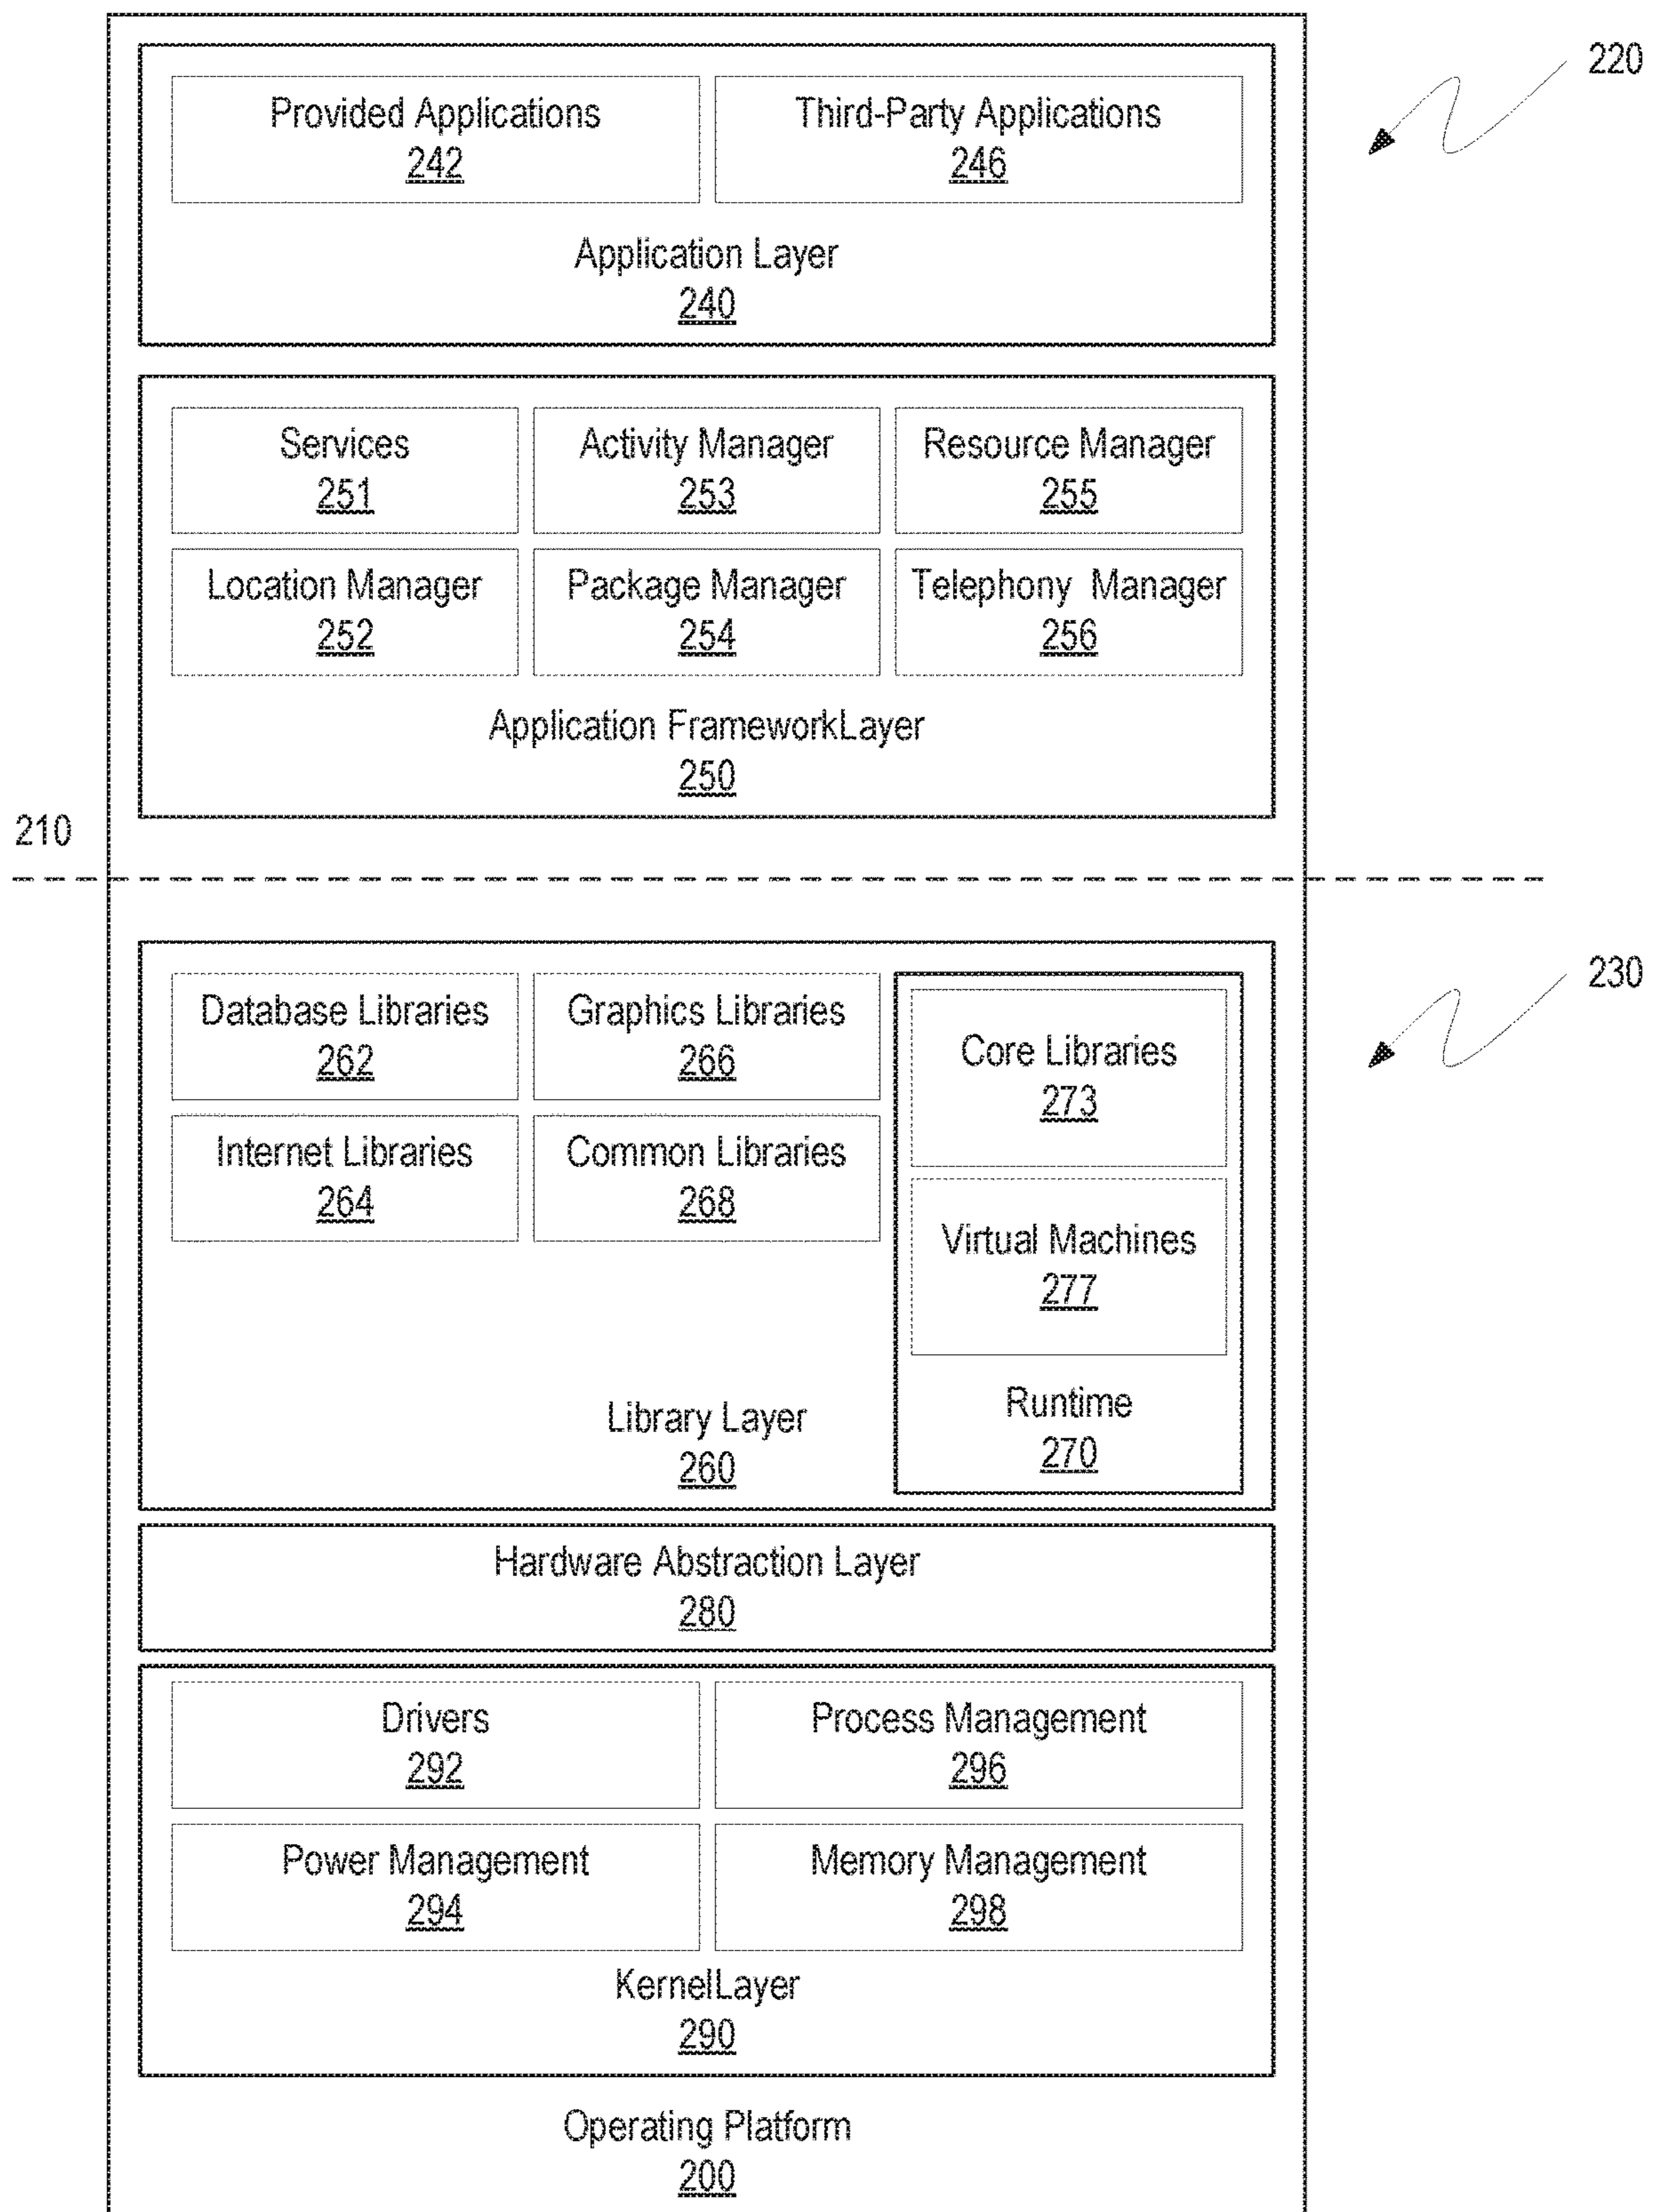 220
Provided Applications
242
Third-Party Applications
246
Application Layer
240
Services
251
Activity Manager
253
Resource Manager
255
Location Manager
252
Package Manager
254
Telephony Manager
256
Application FrameworkLayer
250
210
230
Database Libraries
262
Graphics Libraries
266
Core Libraries
273
Internet Libraries
264
Common Libraries
268
Virtual Machines
277
Runtime
270
Library Layer
260
Hardware Abstraction Layer
280
Drivers
292
Process Management
296
Power Management
294
Memory Management
298
KernelLayer
290
Operating Platform
200